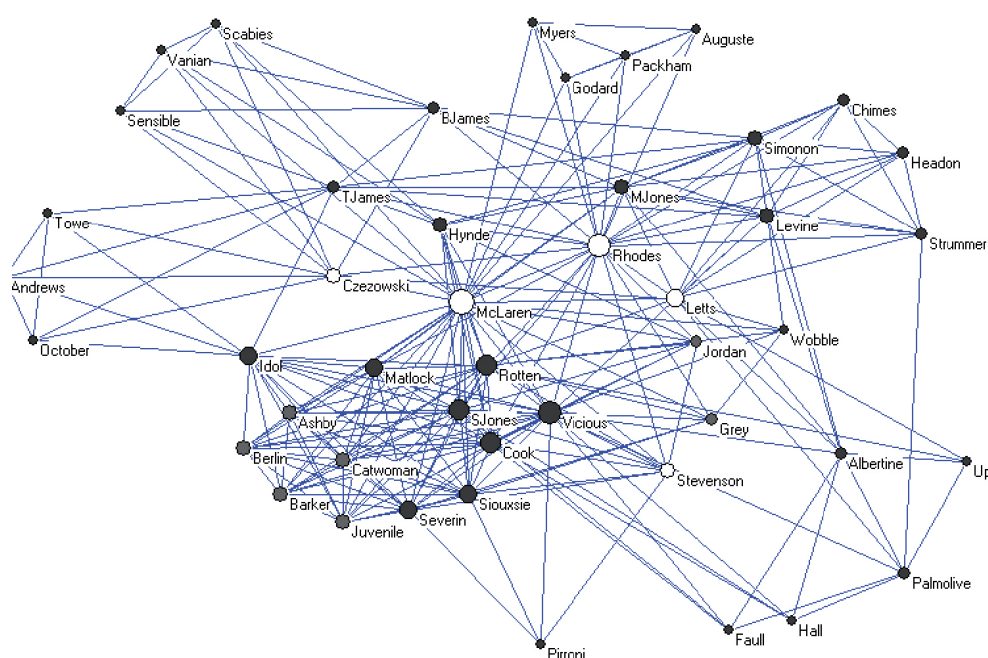 Scabies
Myers
Auguste
Vanian
Packham
Godard
Chimes
Sensible
BJames
Simonon
Headon
TJames
MJones
Towe
Hynde
Levine
Strummer
Rhodes
Andrews
Czezowski
McLaren
Letts
October
Wobble
Jordan
Idol
Matlock
Rotten
Ashby
SJones
Vicious
Grey
Berlin
Catwoman
Cook
Albertine
Up
Stevenson
Barker
Siouxsie
Juvenile
Severin
Palmolive
Faull
Hall
Pirroni